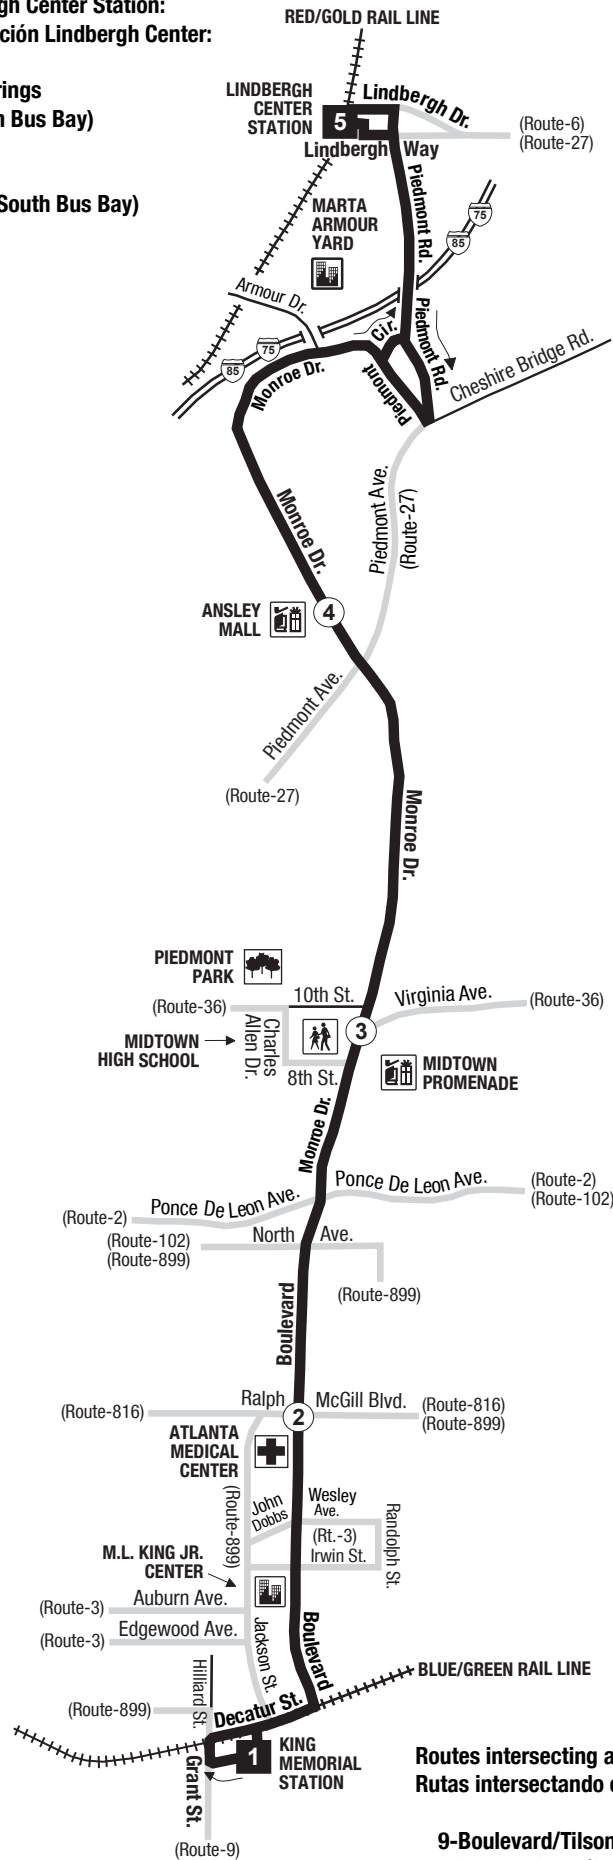 gh Center Station:
ción Lindbergh Center:
RED/GOLD RAIL LINE
rings
n Bus Bay)
South Bus Bay)
LINDBERGH
CENTER
STATION
5
Lindbergh Dr.
(Route-6)
(Route-27)
Lindbergh Way
Piedmont Rd.
MARTA
ARMOUR
YARD
75
85
Armour Dr.
Cir.
Piedmont Rd.
75
85
Monroe Dr.
Piedmont
Cheshire Bridge Rd.
Monroe Dr.
Piedmont Ave.
(Route-27)
ANSLEY
MALL
4
Piedmont Ave.
(Route-27)
Monroe Dr.
PIEDMONT
PARK
10th St.
Virginia Ave.
(Route-36)
(Route-36)
3
MIDTOWN
HIGH SCHOOL
Charles
Allen Dr.
8th St.
MIDTOWN
PROMENADE
Monroe Dr.
Ponce De Leon Ave.
(Route-2)
(Route-102)
Ponce De Leon Ave.
(Route-2)
(Route-102)
(Route-899)
North Ave.
(Route-899)
Boulevard
Ralph McGill Blvd.
(Route-816)
(Route-816)
(Route-899)
2
ATLANTA
MEDICAL
CENTER
(Route-899)
John
Dobbs
Wesley
Ave.
(Rt.-3)
Irwin St.
Randolph St.
M.L. KING JR.
CENTER
Auburn Ave.
(Route-3)
Edgewood Ave.
(Route-3)
Jackson St.
Boulevard
Hilliard St.
BLUE/GREEN RAIL LINE
(Route-899)
Decatur St.
1
KING
MEMORIAL
STATION
Grant St.
(Route-9)
Routes intersecting a
Rutas intersectando
9-Boulevard/Tilson